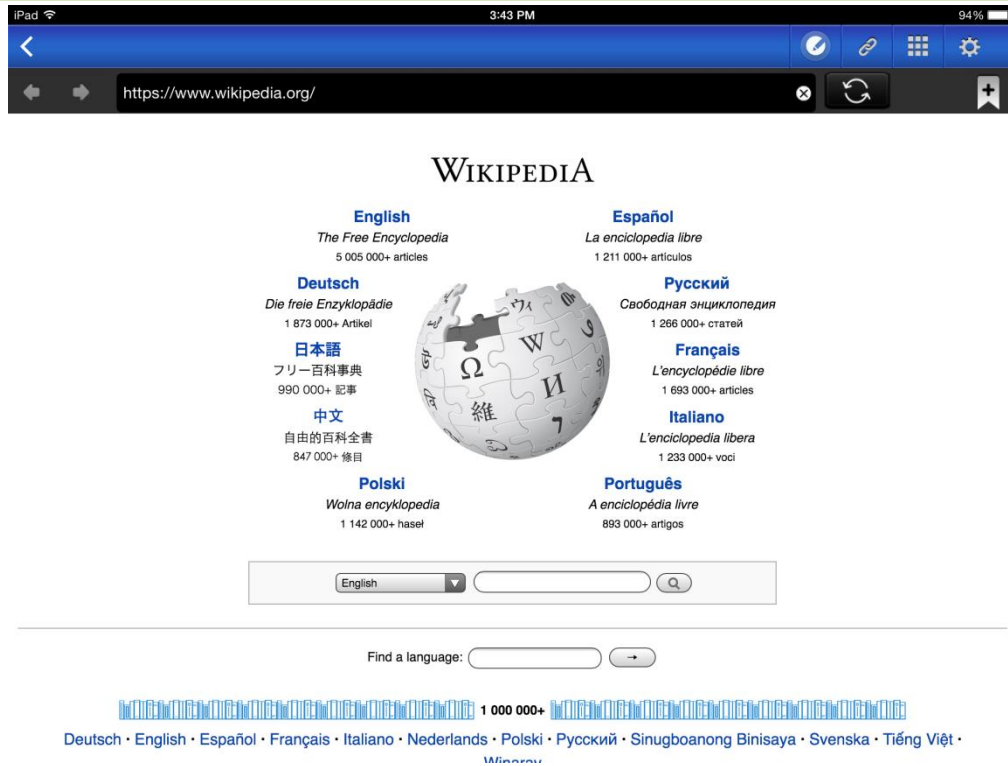 iPad 3:43 PM 94%
https://www.wikipedia.org/
WIKIPEDIA
English
The Free Encyclopedia
5 005 000+ articles
Español
La enciclopedia libre
1 211 000+ artículos
Deutsch
Die freie Enzyklopädie
1 873 000+ Artikel
Русский
Свободная энциклопедия
1 266 000+ статей
日本語
フリー百科事典
990 000+ 記事
Français
L'encyclopédie libre
1 693 000+ articles
中文
自由的百科全書
847 000+ 條目
Italiano
L'enciclopedia libera
1 233 000+ voci
Polski
Wolna encyklopedia
1 142 000+ haseł
Português
A enciclopédia livre
893 000+ artigos
Ω W И 維 7
English
Find a language:
1 000 000+
Deutsch · English · Español · Français · Italiano · Nederlands · Polski · Русский · Sinugboanong Binisaya · Svenska · Tiếng Việt ·
Winaray